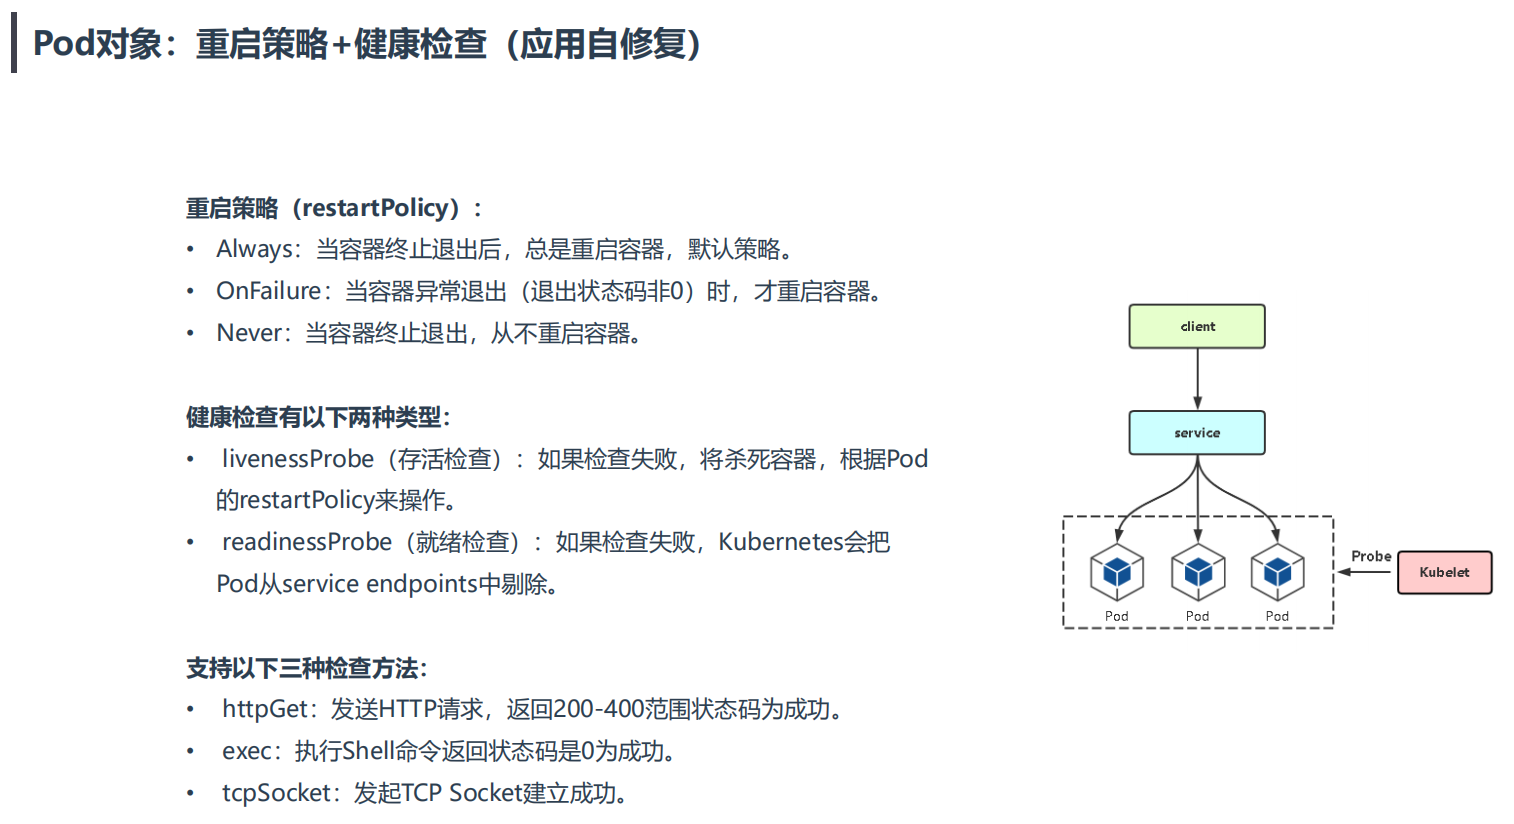 Pod对象：重启策略+健康检查（应用自修复）
重启策略（restartPolicy）：
• Always：当容器终止退出后，总是重启容器，默认策略。
• OnFailure：当容器异常退出（退出状态码非0）时，才重启容器。
• Never：当容器终止退出，从不重启容器。
健康检查有以下两种类型：
• livenessProbe（存活检查）：如果检查失败，将杀死容器，根据Pod
的restartPolicy来操作。
• readinessProbe（就绪检查）：如果检查失败，Kubernetes会把
Pod从service endpoints中剔除。
支持以下三种检查方法：
• httpGet：发送HTTP请求，返回200-400范围状态码为成功。
• exec：执行Shell命令返回状态码是0为成功。
• tcpSocket：发起TCP Socket建立成功。
client
service
Probe
Kubelet
Pod
Pod
Pod